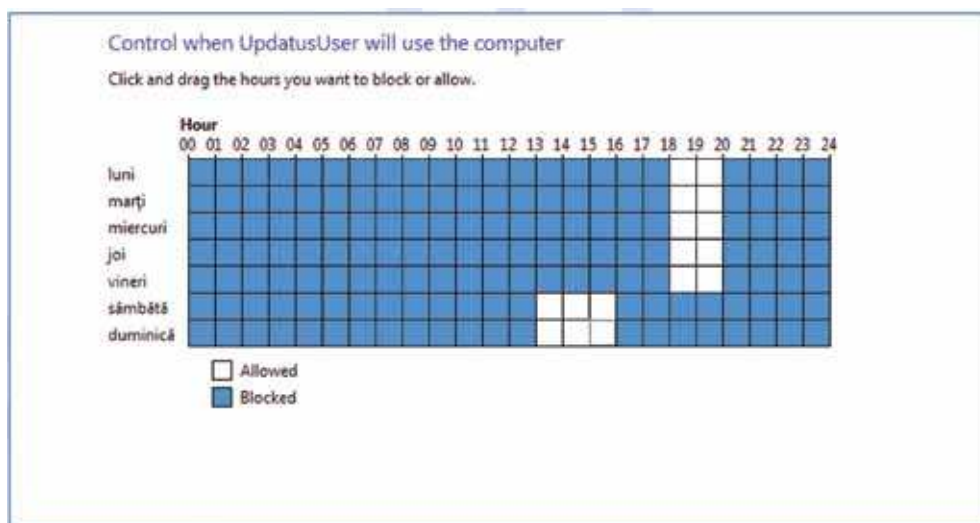 Control when UpdatusUser will use the computer
Click and drag the hours you want to block or allow.
Hour
00 01 02 03 04 05 06 07 08 09 10 11 12 13 14 15 16 17 18 19 20 21 22 23 24
luni
marți
miercuri
joi
vineri
sâmbătă
duminică
Allowed
Blocked